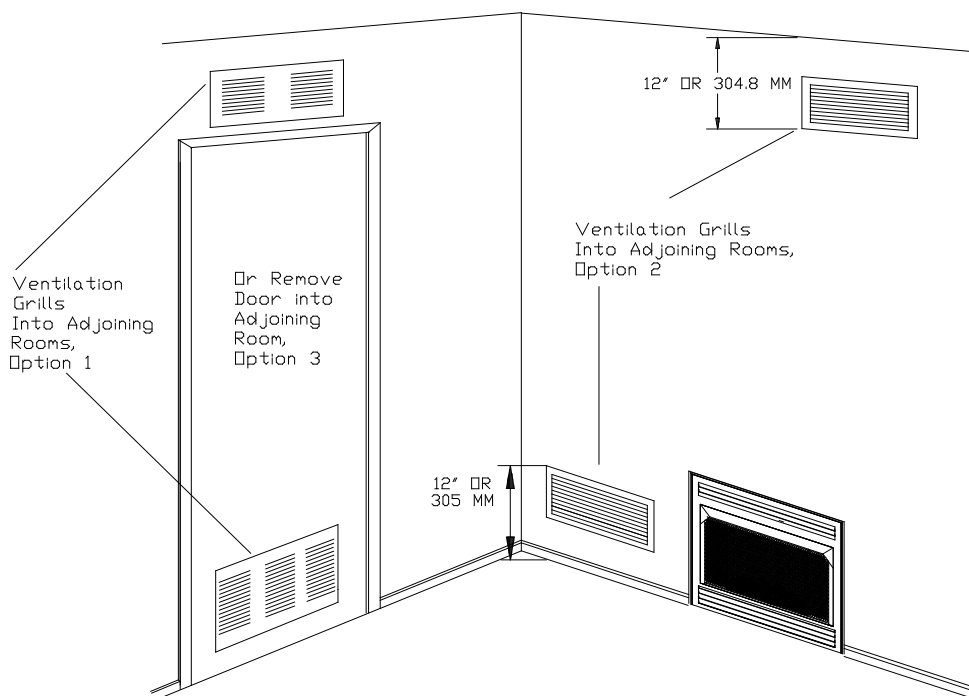 12" OR 304.8 MM
Ventilation Grills
Into Adjoining Rooms,
Option 2
Ventilation
Grills
Into Adjoining
Rooms,
Option 1
Or Remove
Door into
Adjoining
Room,
Option 3
12" OR
305 MM